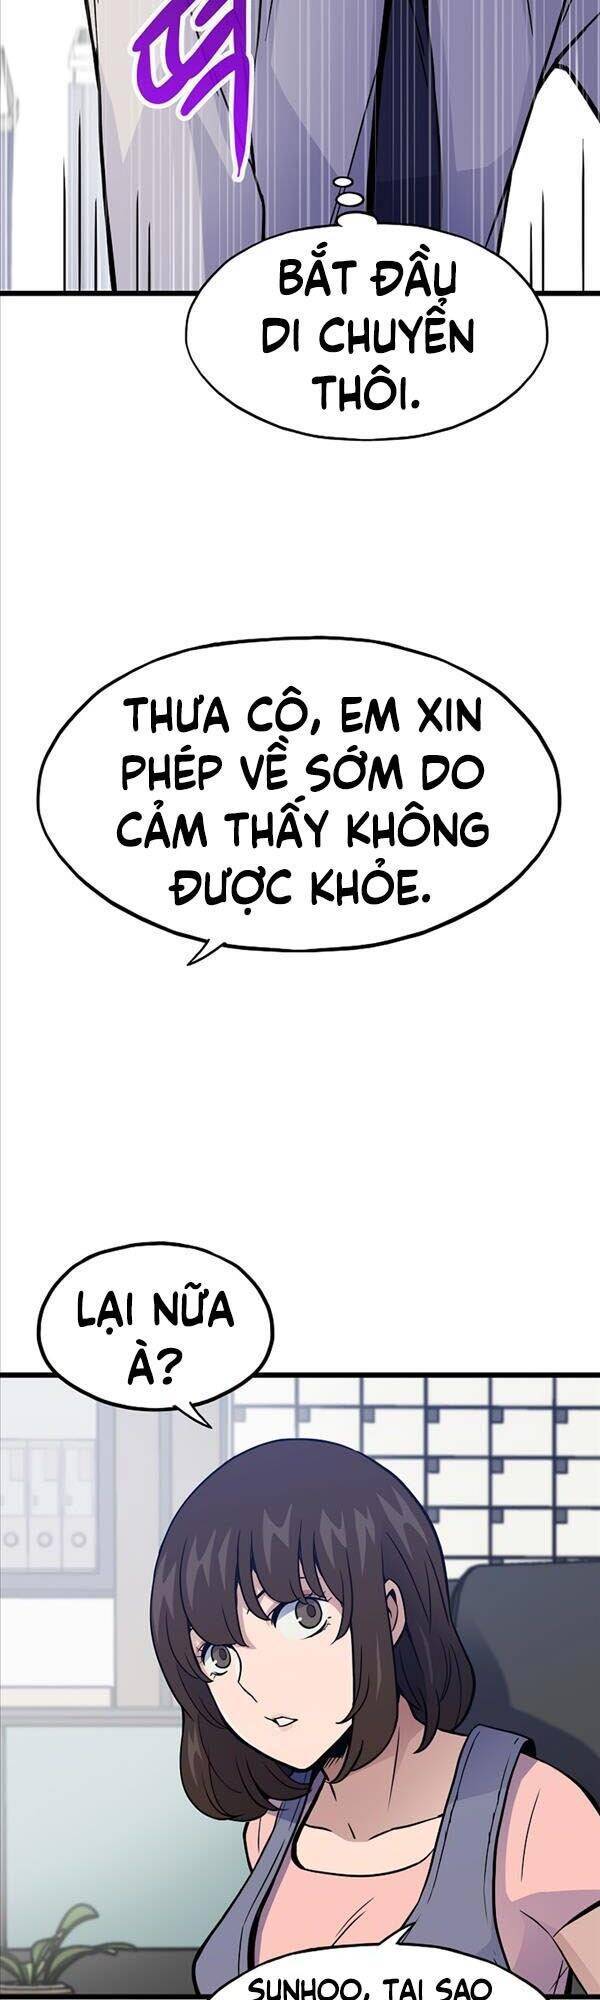 퍽
BẮT ĐẦU
DI CHUYỂN
THÔI.
THƯA CÔ, EM XIN
PHÉP VỀ SỚM DO
CẢM THẤY KHÔNG
ĐƯỢC KHỎE.
LẠI NỮA
À?
SUNHOO, TẠI SAO